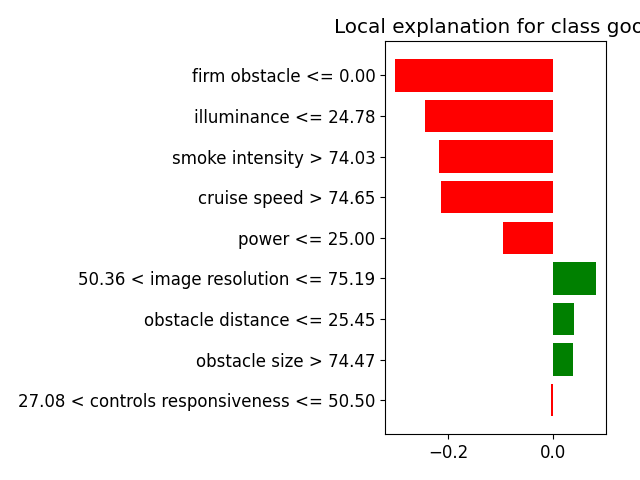 Local explanation for class goo
firm obstacle <= 0.00
illuminance <= 24.78
smoke intensity > 74.03
cruise speed > 74.65
power <= 25.00
50.36 < image resolution <= 75.19
obstacle distance <= 25.45
obstacle size > 74.47
27.08 < controls responsiveness <= 50.50
−0.2 0.0